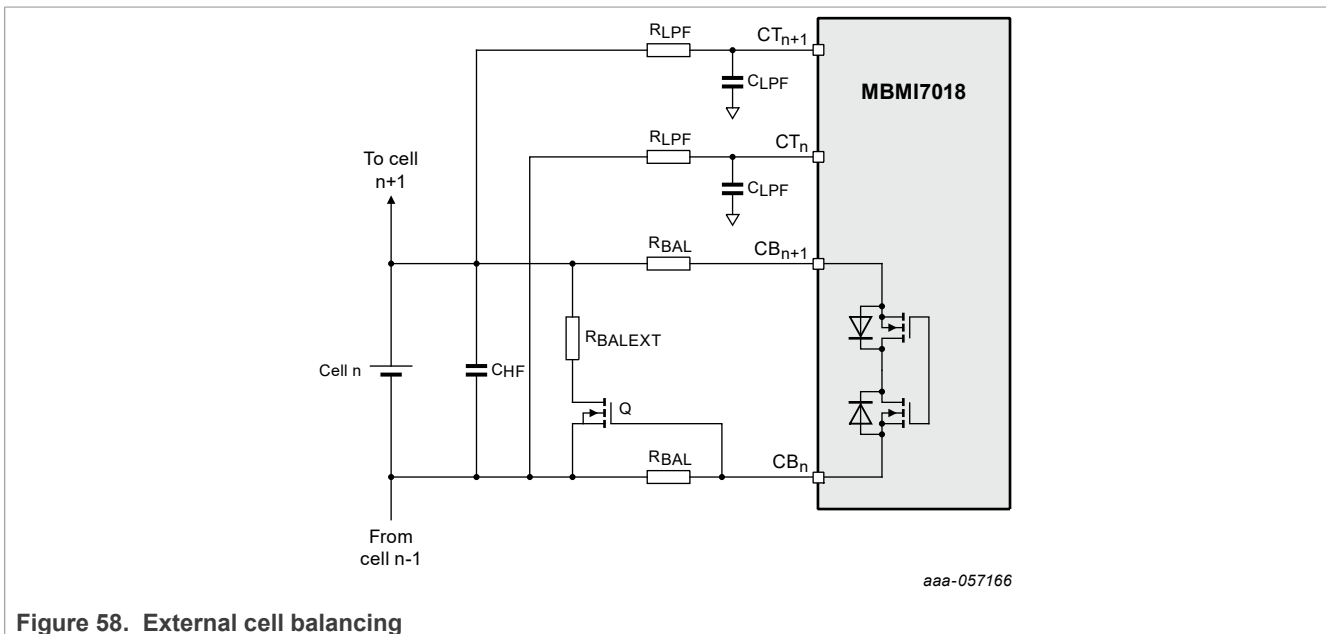 RLPF
CTn+1
CLPF
MBMI7018
RLPF
CTn
CLPF
To cell
n+1
RBAL
CBn+1
RBALEXT
Cell n
CHF
Q
RBAL
CBn
From
cell n-1
aaa-057166
Figure 58. External cell balancing